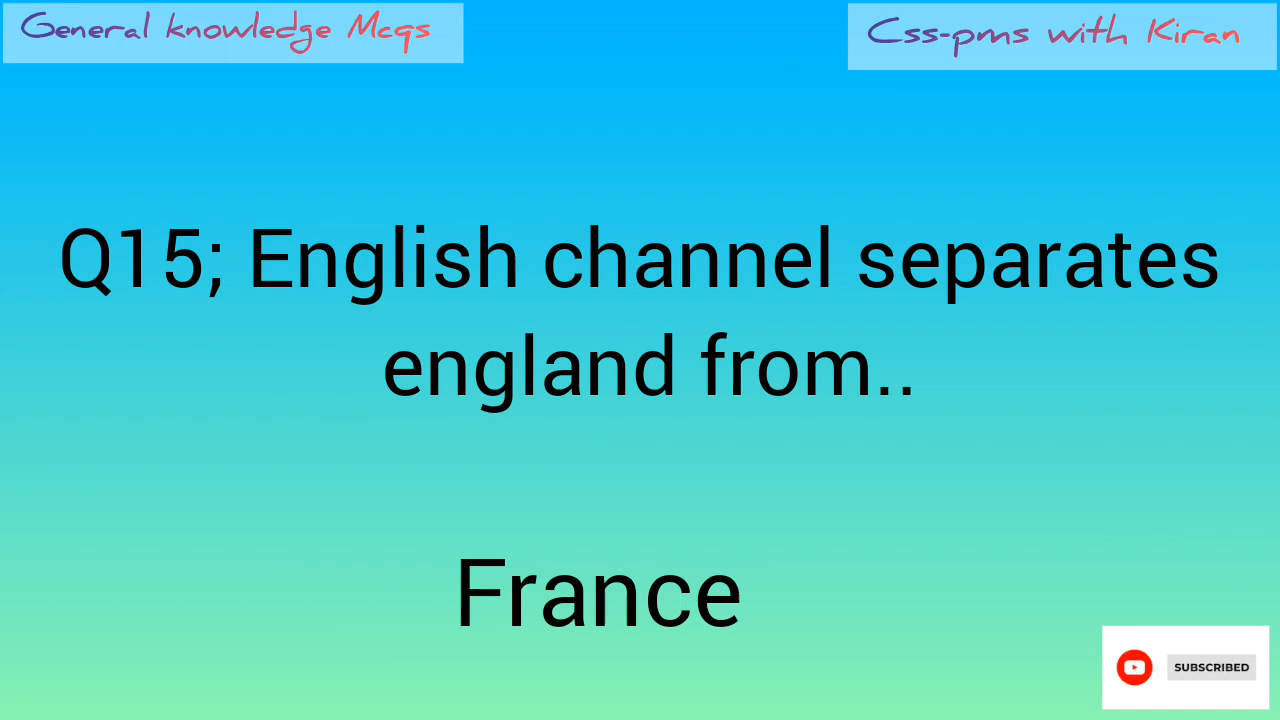 General knowledge Mcqs
Css-pms with Kiran
Q15; English channel separates
england from..
France
SUBSCRIBED